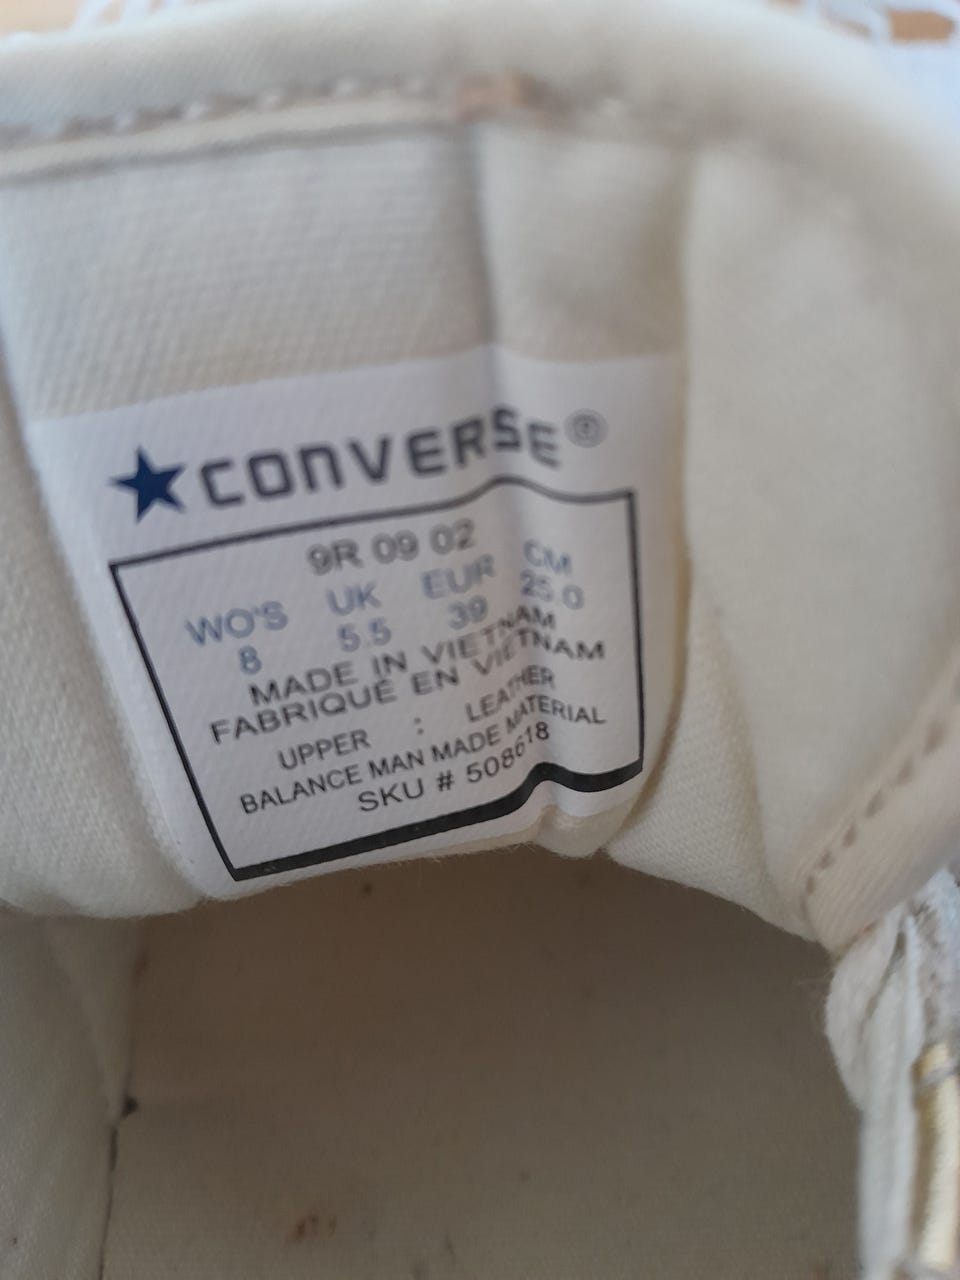 ★CONVERSE®
9R 09 02
WO'S UK EUR CM
8 5.5 39 25.0
MADE IN VIETNAM
FABRIQUÉ EN VIETNAM
UPPER : LEATHER
BALANCE MAN MADE MATERIAL
SKU # 508618